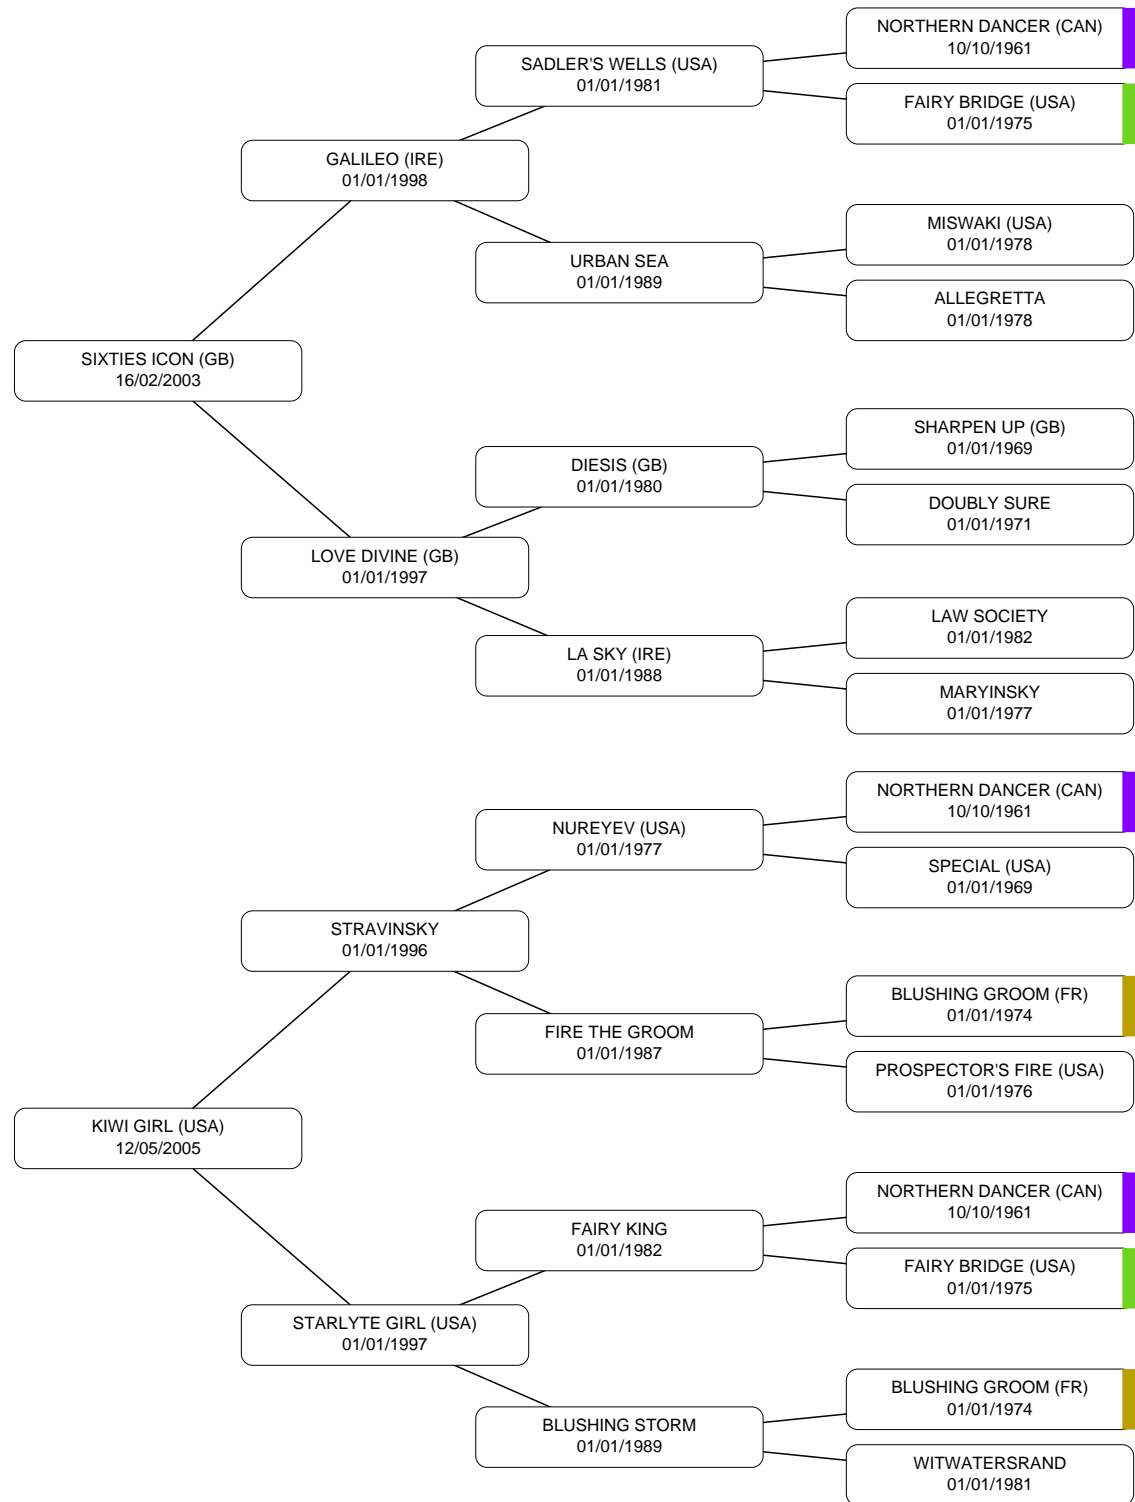 NORTHERN DANCER (CAN)
10/10/1961
SADLER'S WELLS (USA)
01/01/1981
FAIRY BRIDGE (USA)
01/01/1975
GALILEO (IRE)
01/01/1998
MISWAKI (USA)
01/01/1978
URBAN SEA
01/01/1989
ALLEGRETTA
01/01/1978
SIXTIES ICON (GB)
16/02/2003
SHARPEN UP (GB)
01/01/1969
DIESIS (GB)
01/01/1980
DOUBLY SURE
01/01/1971
LOVE DIVINE (GB)
01/01/1997
LAW SOCIETY
01/01/1982
LA SKY (IRE)
01/01/1988
MARYINSKY
01/01/1977
NORTHERN DANCER (CAN)
10/10/1961
NUREYEV (USA)
01/01/1977
SPECIAL (USA)
01/01/1969
STRAVINSKY
01/01/1996
BLUSHING GROOM (FR)
01/01/1974
FIRE THE GROOM
01/01/1987
PROSPECTOR'S FIRE (USA)
01/01/1976
KIWI GIRL (USA)
12/05/2005
NORTHERN DANCER (CAN)
10/10/1961
FAIRY KING
01/01/1982
FAIRY BRIDGE (USA)
01/01/1975
STARLYTE GIRL (USA)
01/01/1997
BLUSHING GROOM (FR)
01/01/1974
BLUSHING STORM
01/01/1989
WITWATERSRAND
01/01/1981